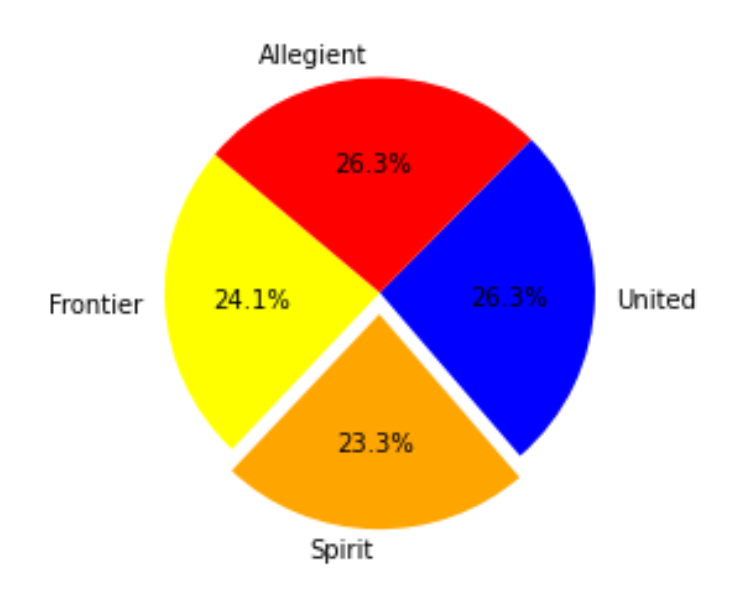 Allegient
26.3%
Frontier
24.1%
26.3%
United
23.3%
Spirit